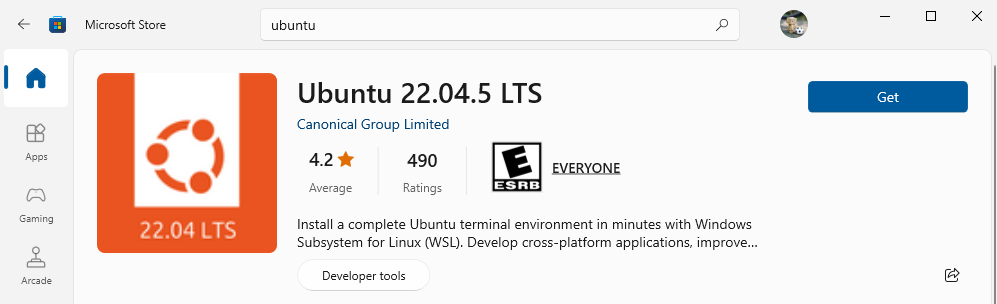 Microsoft Store
ubuntu
Ubuntu 22.04.5 LTS
Get
Canonical Group Limited
4.2
490
E
EVERYONE
ESRB
Average
Ratings
Apps
Gaming
Arcade
22.04 LTS
Install a complete Ubuntu terminal environment in minutes with Windows
Subsystem for Linux (WSL). Develop cross-platform applications, improve...
Developer tools